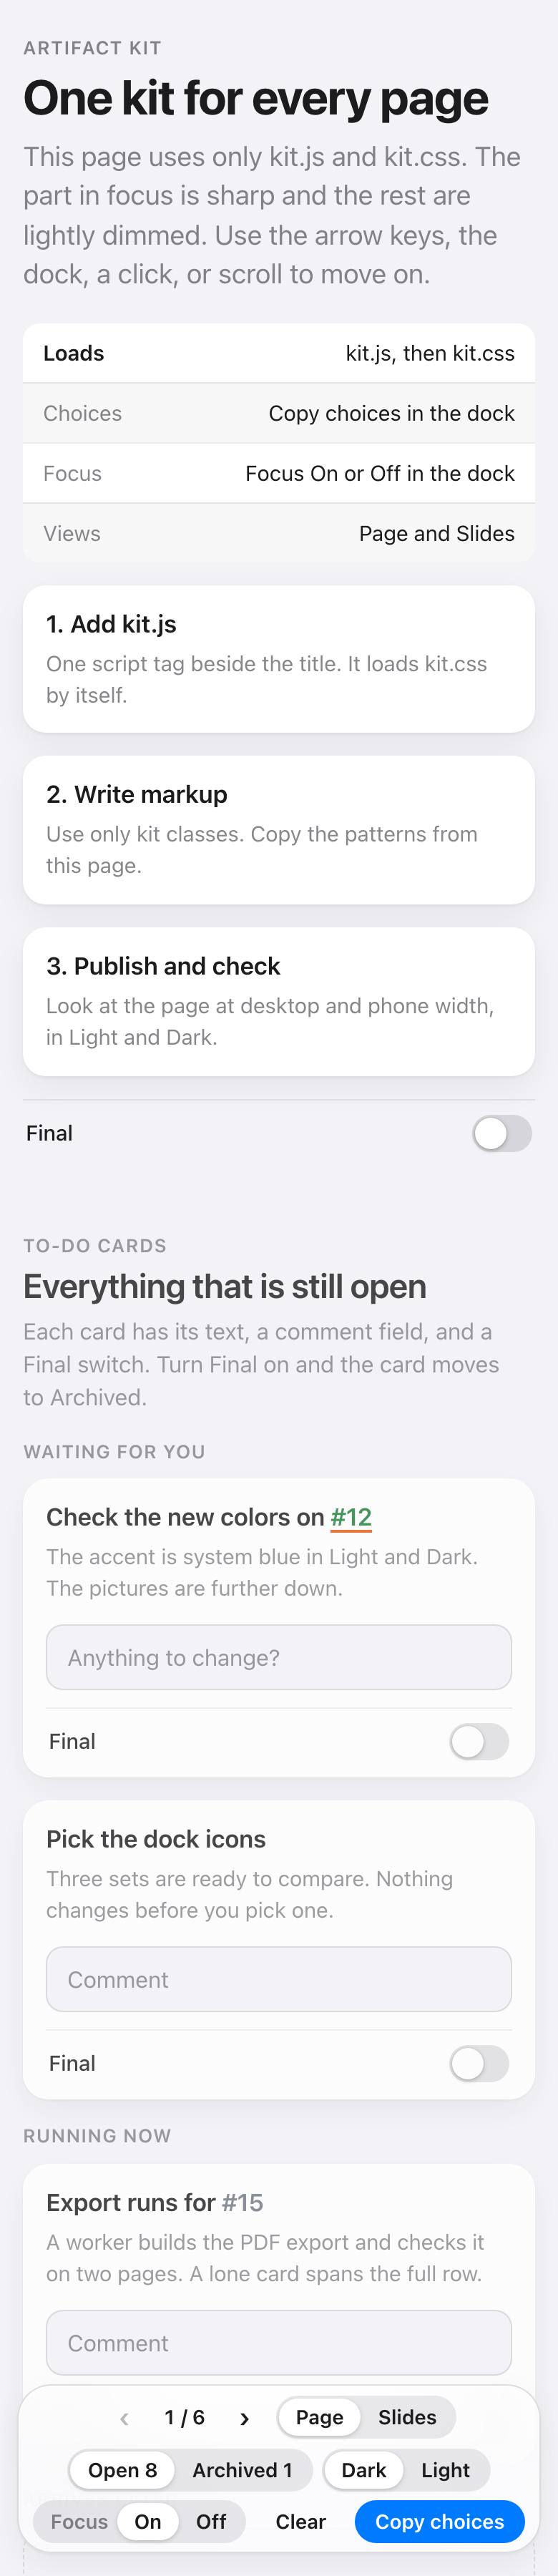 ARTIFACT KIT
One kit for every page
This page uses only kit.js and kit.css. The
part in focus is sharp and the rest are
lightly dimmed. Use the arrow keys, the
dock, a click, or scroll to move on.
Loads kit.js, then kit.css
Choices Copy choices in the dock
Focus Focus On or Off in the dock
Views Page and Slides
1. Add kit.js
One script tag beside the title. It loads kit.css
by itself.
2. Write markup
Use only kit classes. Copy the patterns from
this page.
3. Publish and check
Look at the page at desktop and phone width,
in Light and Dark.
Final
TO-DO CARDS
Everything that is still open
Each card has its text, a comment field, and a
Final switch. Turn Final on and the card moves
to Archived.
WAITING FOR YOU
Check the new colors on #12
The accent is system blue in Light and Dark.
The pictures are further down.
Anything to change?
Final
Pick the dock icons
Three sets are ready to compare. Nothing
changes before you pick one.
Comment
Final
RUNNING NOW
Export runs for #15
A worker builds the PDF export and checks it
on two pages. A lone card spans the full row.
Comment
‹ 1 / 6 › Page Slides
Open 8 Archived 1 Dark Light
Focus On Off Clear Copy choices